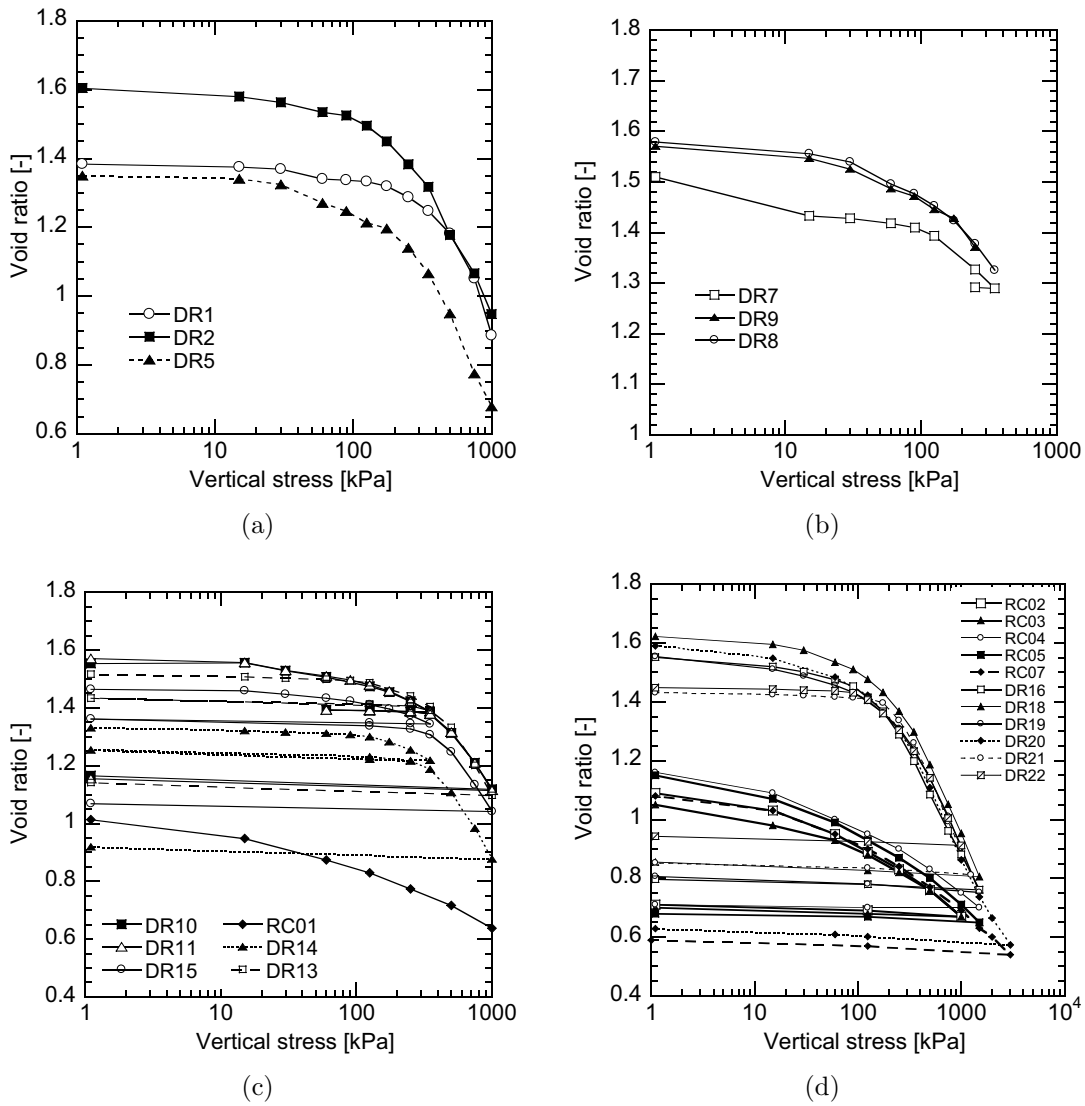 1.8
1.6
1.4
1.2
1
0.8
0.6
Void ratio [-]
DR1
DR2
DR5
1 10 100 1000
Vertical stress [kPa]
(a)
1.8
1.7
1.6
1.5
1.4
1.3
1.2
1.1
1
Void ratio [-]
DR7
DR9
DR8
1 10 100 1000
Vertical stress [kPa]
(b)
1.8
1.6
1.4
1.2
1
0.8
0.6
0.4
Void ratio [-]
DR10 RC01
DR11 DR14
DR15 DR13
1 10 100 1000
Vertical stress [kPa]
(c)
1.8
1.6
1.4
1.2
1
0.8
0.6
0.4
Void ratio [-]
RC02
RC03
RC04
RC05
RC07
DR16
DR18
DR19
DR20
DR21
DR22
1 10 100 1000 10⁴
Vertical stress [kPa]
(d)